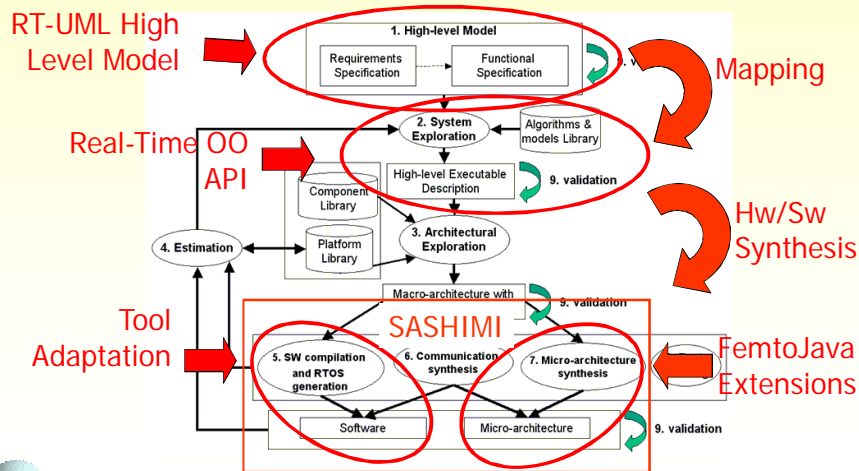 RT-UML High
Level Model
1. High-level Model
Requirements
Specification
Functional
Specification
9.
Mapping
2. System
Exploration
Algorithms &
models Library
Real-Time OO
API
High-level Executable
Description
9. validation
Component
Library
Hw/Sw
Synthesis
3. Architectural
Exploration
4. Estimation
Platform
Library
Macro-architecture with
9. validation
SASHIMI
Tool
Adaptation
5. SW compilation
and RTOS
generation
6. Communication
synthesis
7. Micro-architecture
synthesis
FemtoJava
Extensions
Software
Micro-architecture
9. validation